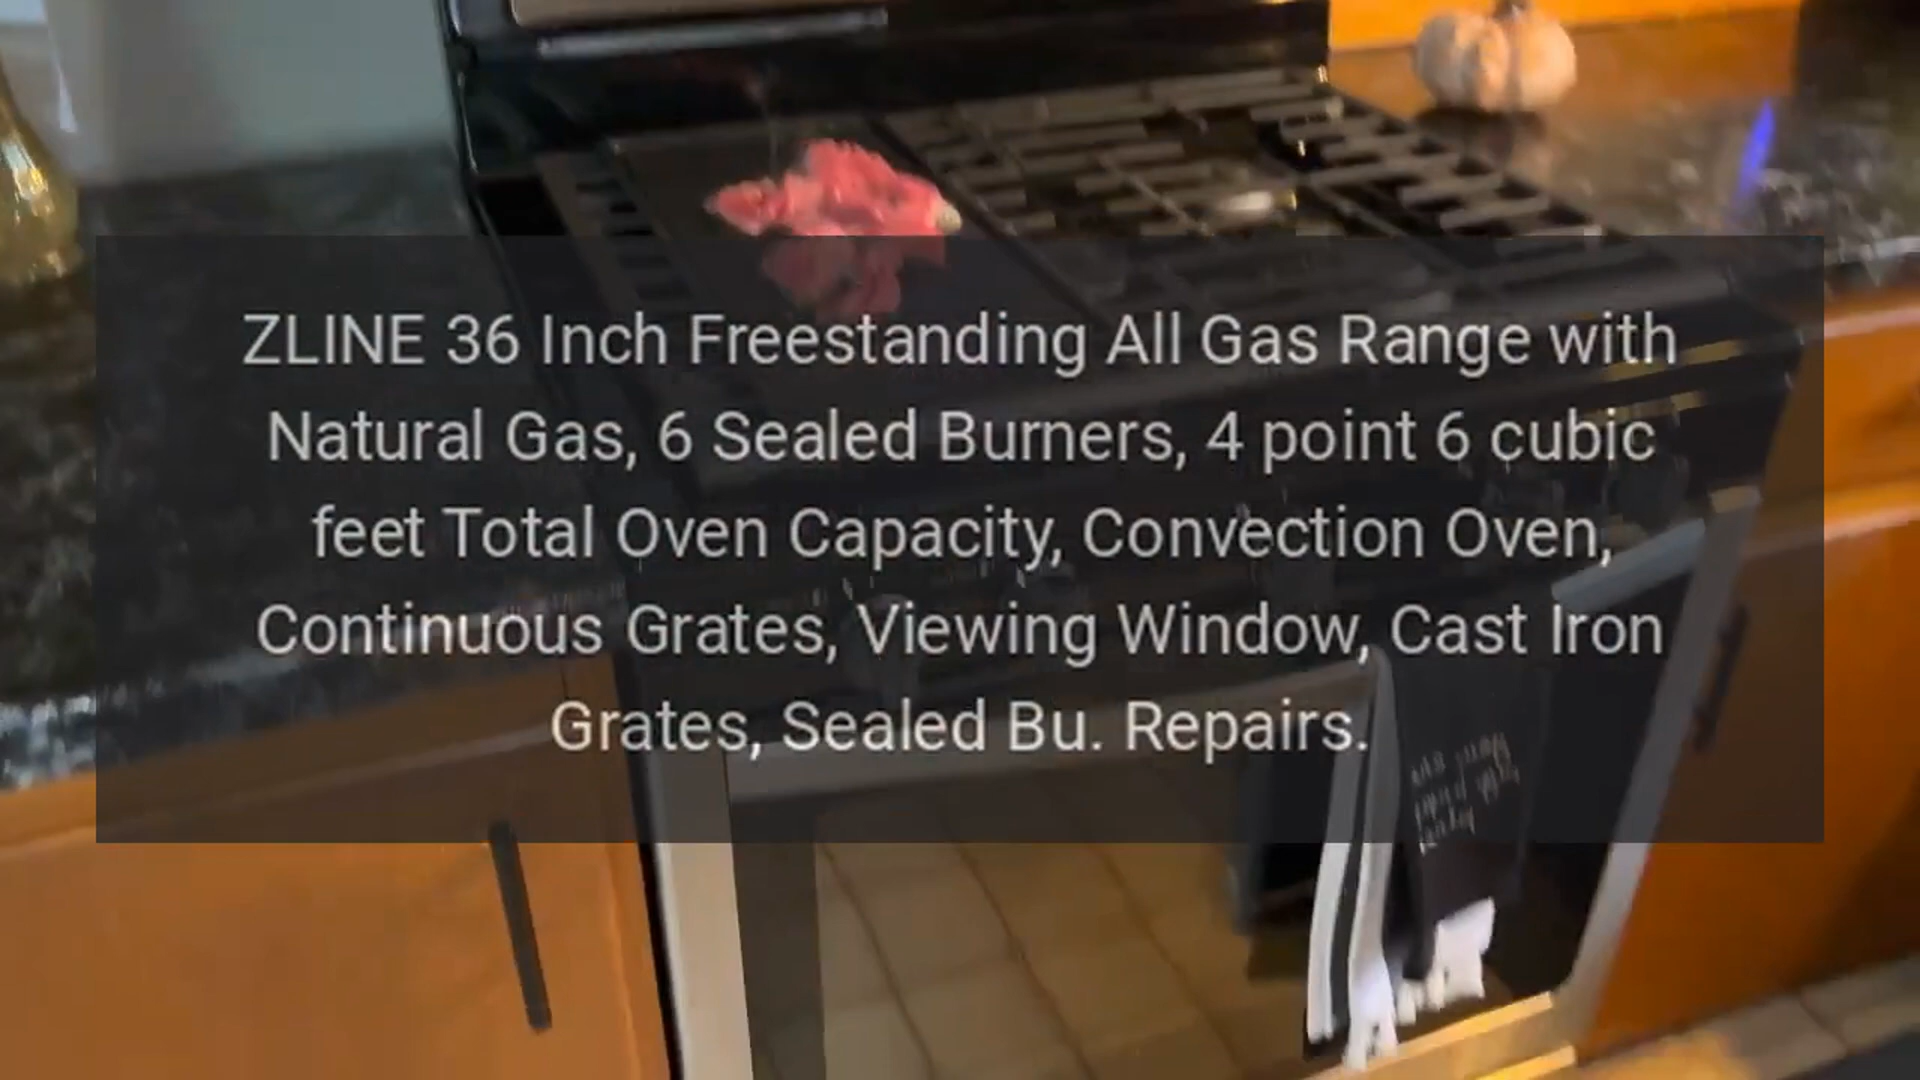 ZLINE 36 Inch Freestanding All Gas Range with
Natural Gas, 6 Sealed Burners, 4 point 6 cubic
feet Total Oven Capacity, Convection Oven,
Continuous Grates, Viewing Window, Cast Iron
Grates, Sealed Bu. Repairs.